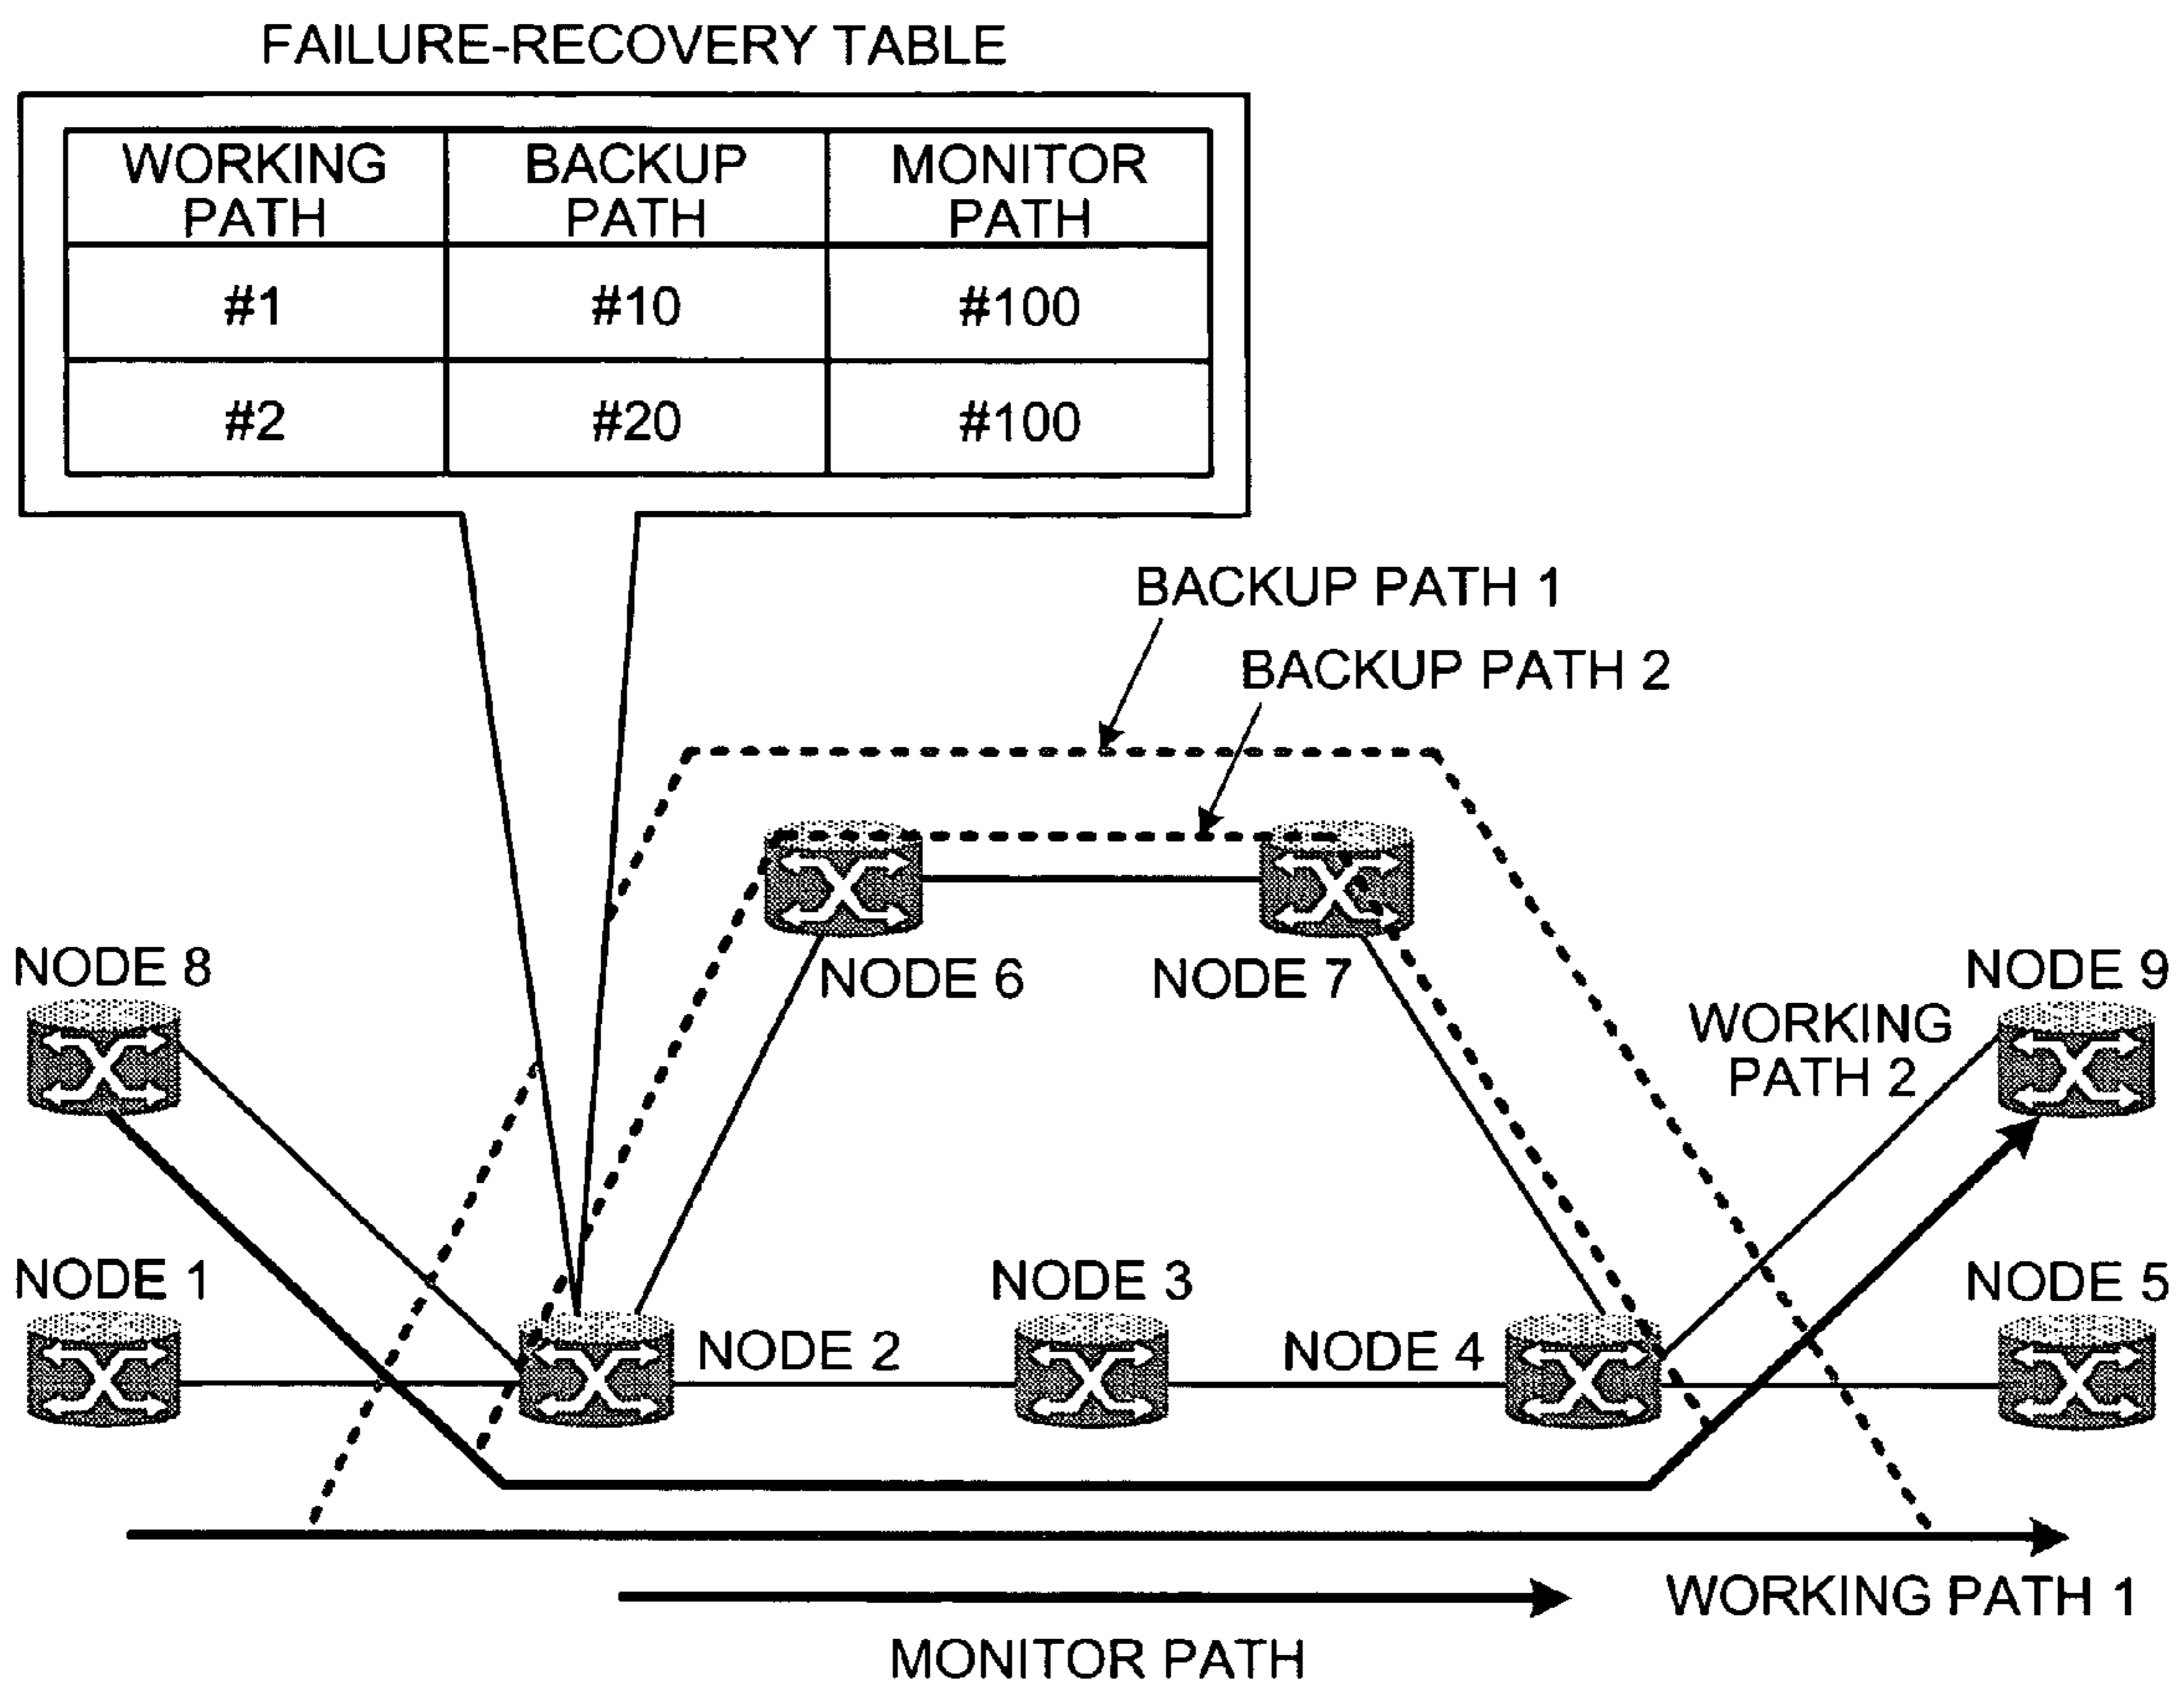 FAILURE-RECOVERY TABLE
WORKING PATH
BACKUP PATH
MONITOR PATH
#1
#10
#100
#2
#20
#100
BACKUP PATH 1
BACKUP PATH 2
NODE 8
NODE 6
NODE 7
NODE 9
WORKING
PATH 2
NODE 1
NODE 3
NODE 5
NODE 2
NODE 4
WORKING PATH 1
MONITOR PATH